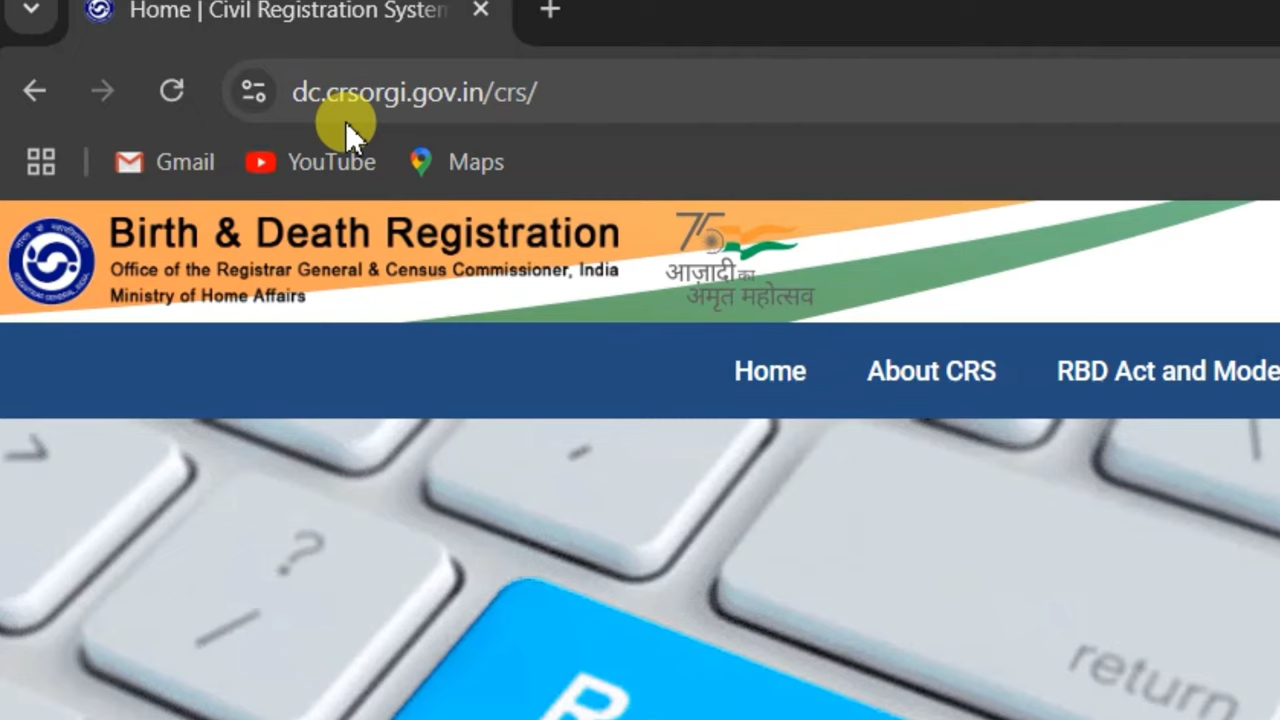 Home | Civil Registration System
dc.crsorgi.gov.in/crs/
Gmail YouTube Maps
Birth & Death Registration
Office of the Registrar General & Census Commissioner, India
Ministry of Home Affairs
75
आज़ादी का
अमृत महोत्सव
Home About CRS RBD Act and Mode
?
/
return
R